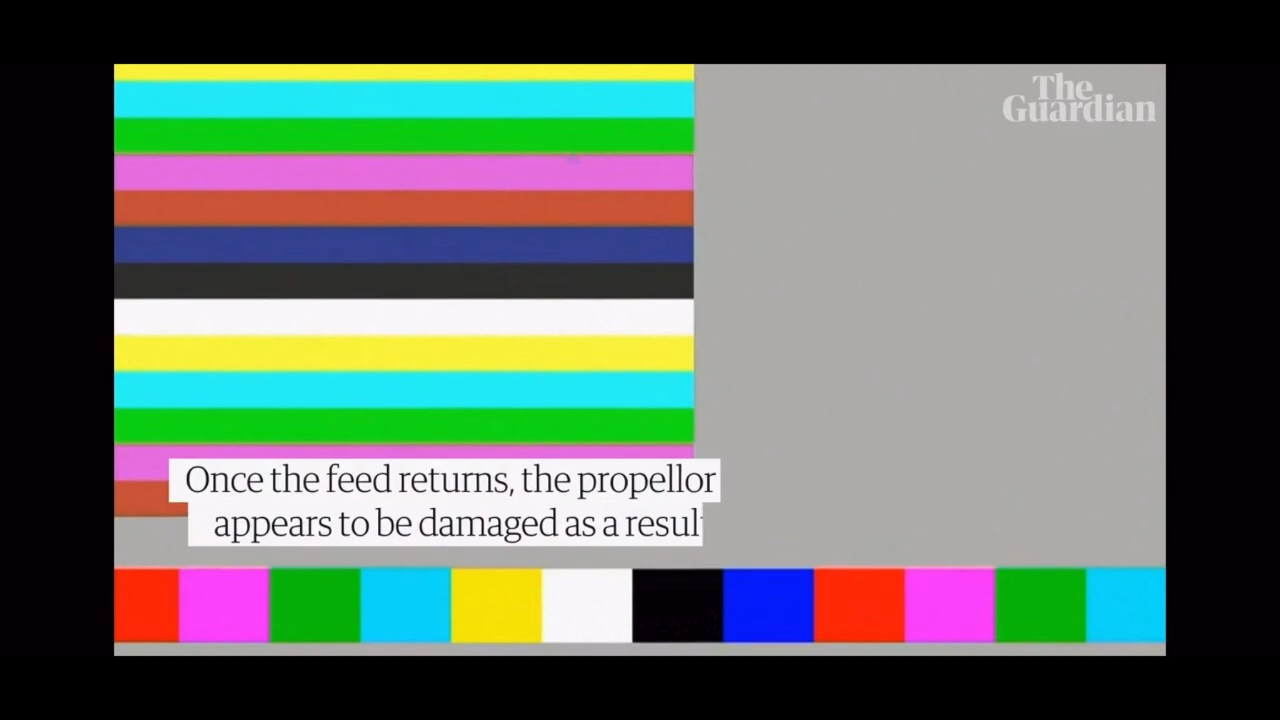 The
Guardian
Once the feed returns, the propellor
appears to be damaged as a resul